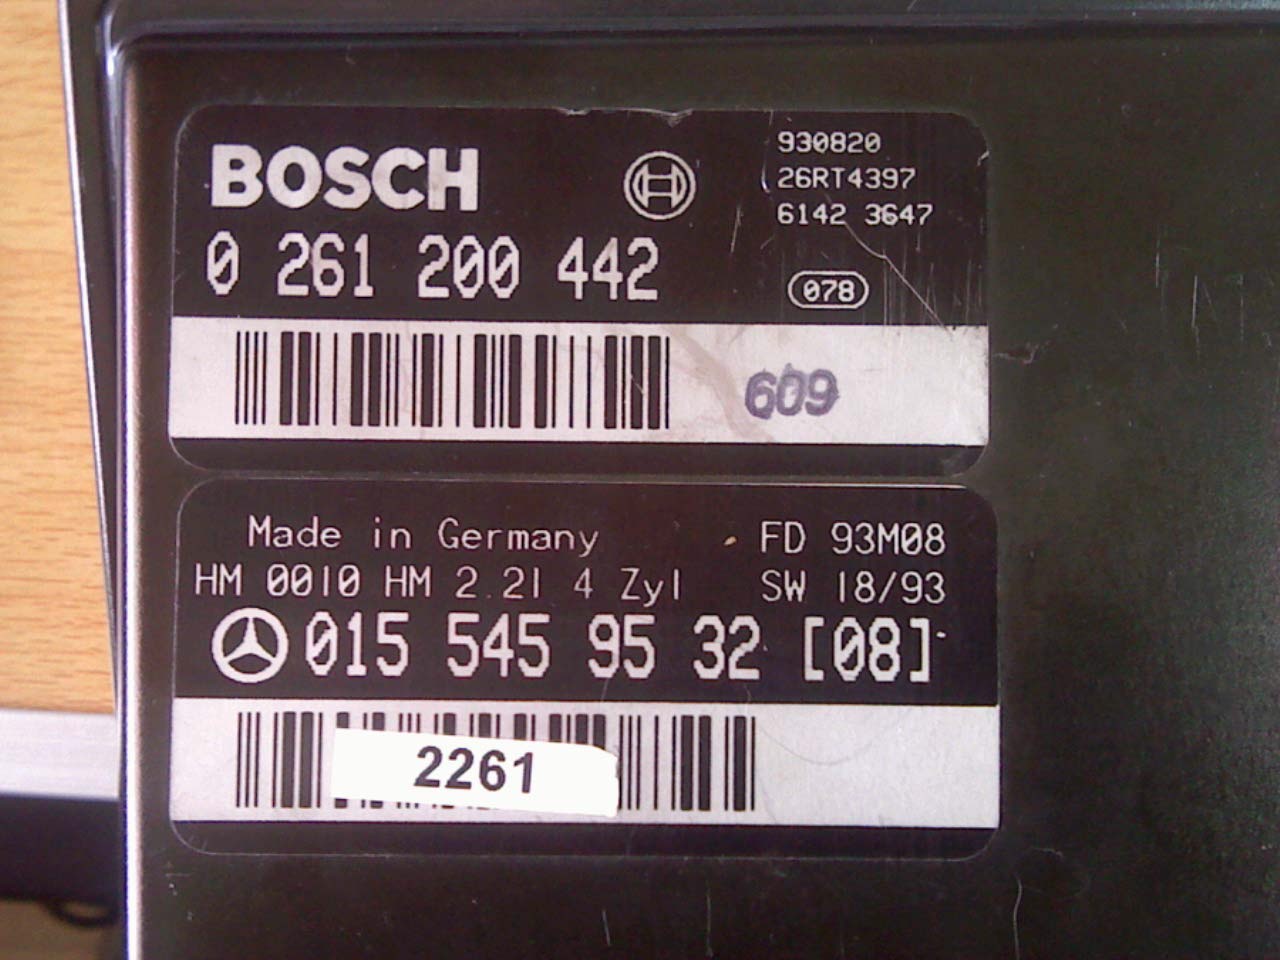 BOSCH
930820
26RT4397
6142 3647
0 261 200 442
078
609
Made in Germany FD 93M08
HM 0010 HM 2.2l 4 Zyl SW 18/93
015 545 95 32 [08]
2261